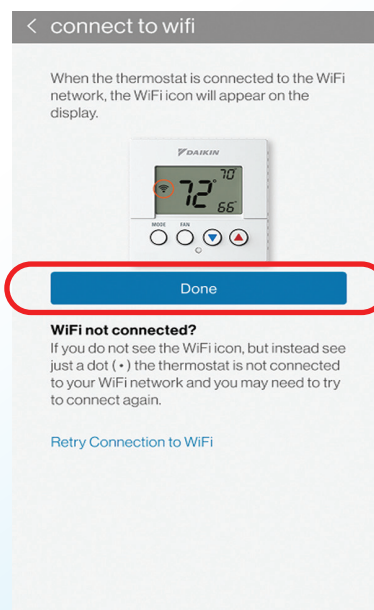 < connect to wifi
When the thermostat is connected to the WiFi
network, the WiFi icon will appear on the
display.
DAIKIN
70°
72°
66°
MODE FAN
Done
WiFi not connected?
If you do not see the WiFi icon, but instead see
just a dot ( • ) the thermostat is not connected
to your WiFi network and you may need to try
to connect again.
Retry Connection to WiFi